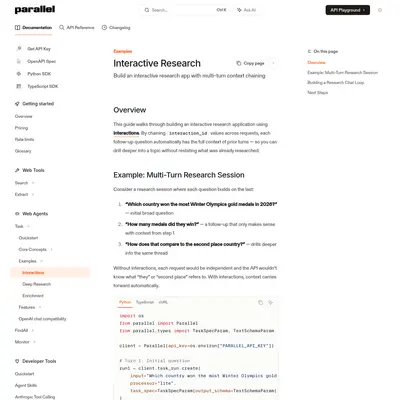 parallel
Search...
Ctrl K
Ask AI
API Playground
Documentation
API Reference
Changelog
Get API Key
OpenAPI Spec
Python SDK
TypeScript SDK
Getting started
Overview
Pricing
Rate limits
Glossary
Web Tools
Search
Extract
Web Agents
Task
Quickstart
Core Concepts
Examples
Interactions
Deep Research
Enrichment
Features
OpenAI chat compatibility
FindAll
Monitor
Developer Tools
Quickstart
Agent Skills
Anthropic Tool Calling
Examples
Interactive Research
Copy page
Build an interactive research app with multi-turn context chaining
Overview
This guide walks through building an interactive research application using
Interactions. By chaining interaction_id values across requests, each
follow-up question automatically has the full context of prior turns — so you can
drill deeper into a topic without restating what was already researched.
Example: Multi-Turn Research Session
Consider a research session where each question builds on the last:
1. "Which country won the most Winter Olympics gold medals in 2026?"
— initial broad question
2. "How many medals did they win?" — a follow-up that only makes sense
with context from step 1
3. "How does that compare to the second place country?" — drills deeper
into the same thread
Without interactions, each request would be independent and the API wouldn't
know what "they" or "second place" refers to. With interactions, context carries
forward automatically.
Python
TypeScript
cURL
import os
from parallel import Parallel
from parallel.types import TaskSpecParam, TextSchemaParam
client = Parallel(api_key=os.environ["PARALLEL_API_KEY"])
# Turn 1: Initial question
run1 = client.task_run.create(
input="Which country won the most Winter Olympics gold
processor="lite",
task_spec=TaskSpecParam(output_schema=TextSchemaParam(
On this page
Overview
Example: Multi-Turn Research Session
Building a Research Chat Loop
Next Steps